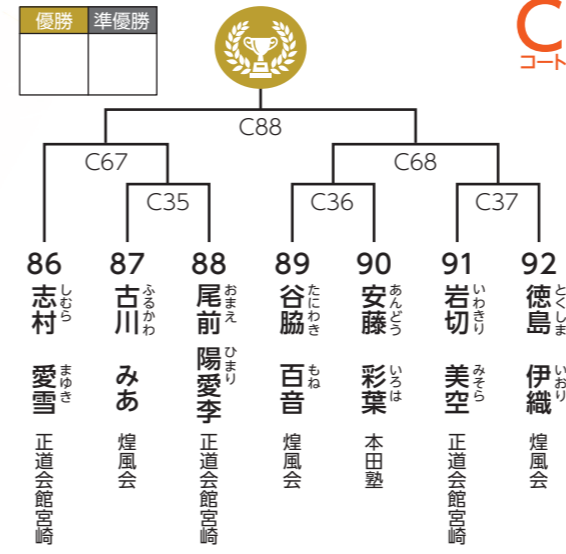 優勝 準優勝
C
コート
C88
C67
C68
C35
C36
C37
86
志村 愛雪
しむら まゆき
正道会館宮崎
87
古川 みあ
ふるかわ
煌風会
88
尾前 陽愛李
おまえ ひまり
正道会館宮崎
89
谷脇 百音
たにわき もね
煌風会
90
安藤 彩葉
あんどう いろは
本田塾
91
岩切 美空
いわきり みそら
正道会館宮崎
92
徳島 伊織
とくしま いおり
煌風会